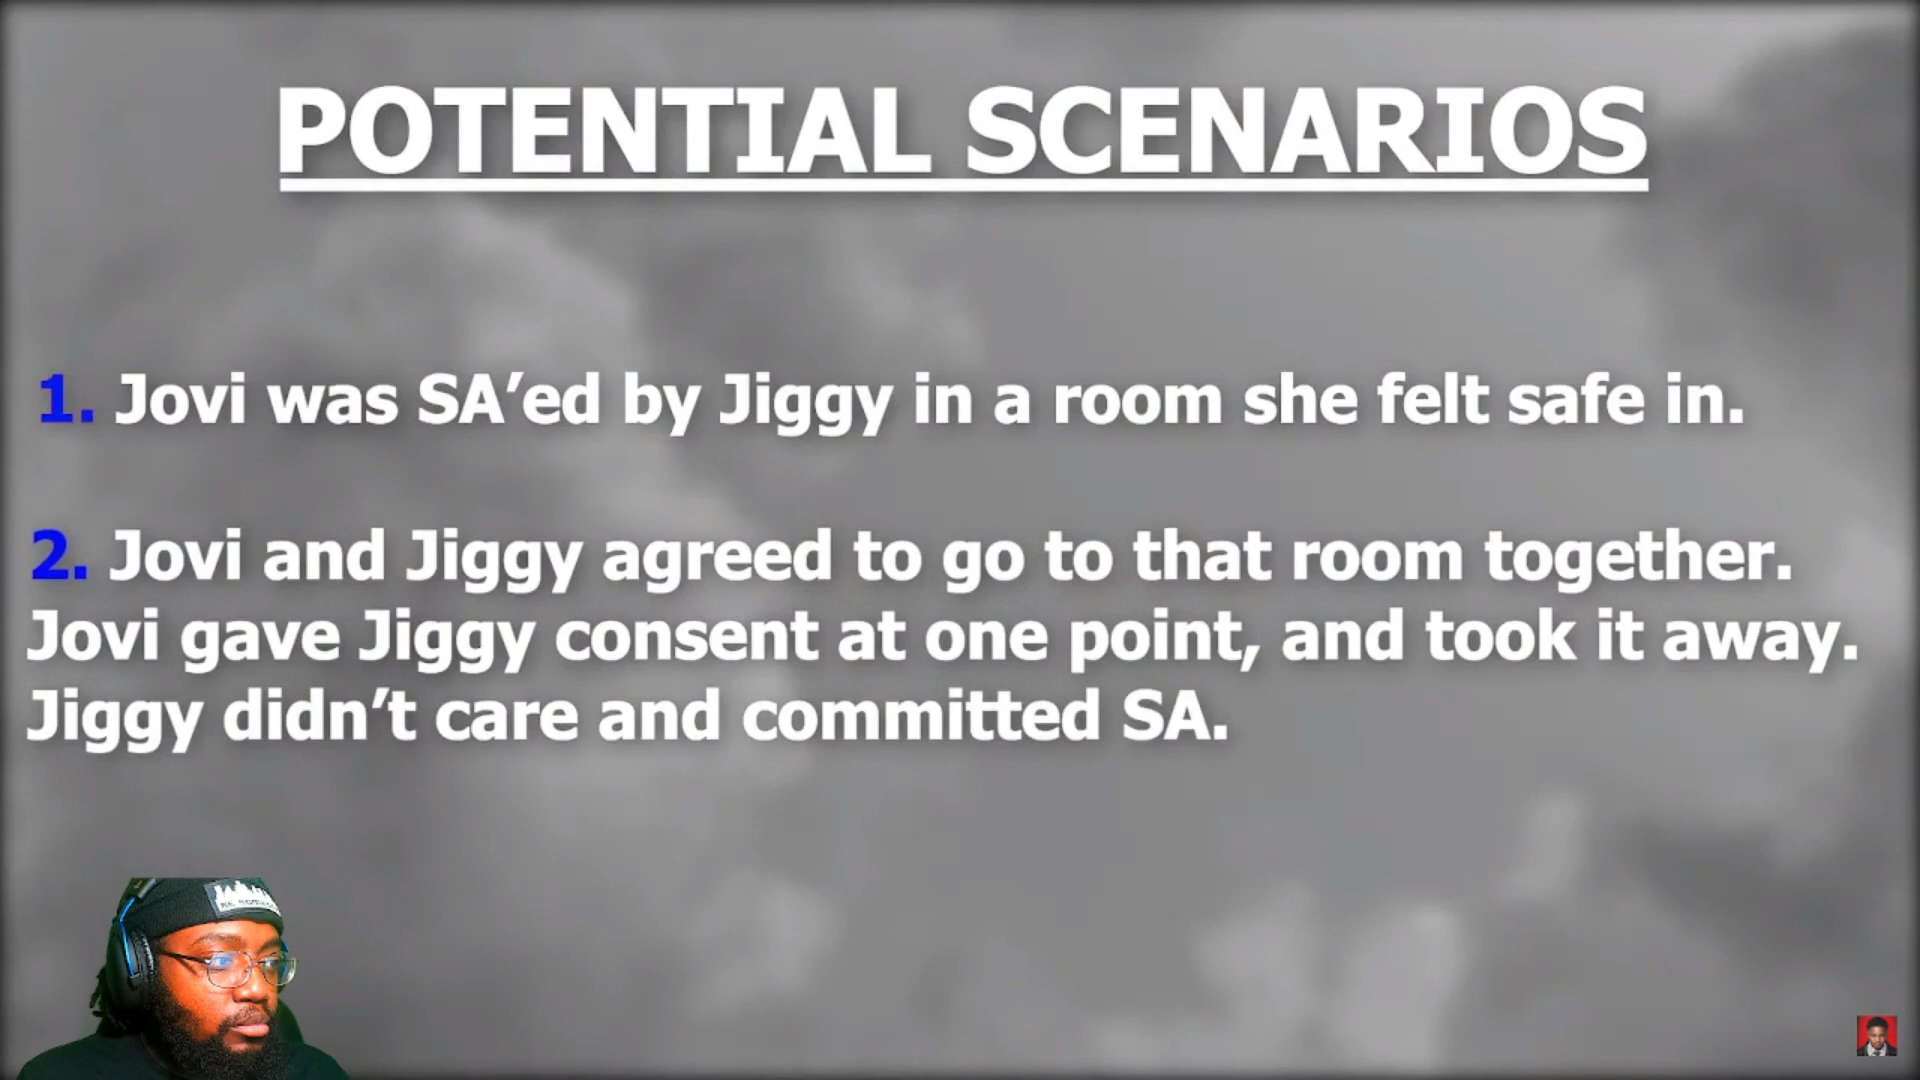 POTENTIAL SCENARIOS
1. Jovi was SA’ed by Jiggy in a room she felt safe in.
2. Jovi and Jiggy agreed to go to that room together.
Jovi gave Jiggy consent at one point, and took it away.
Jiggy didn’t care and committed SA.